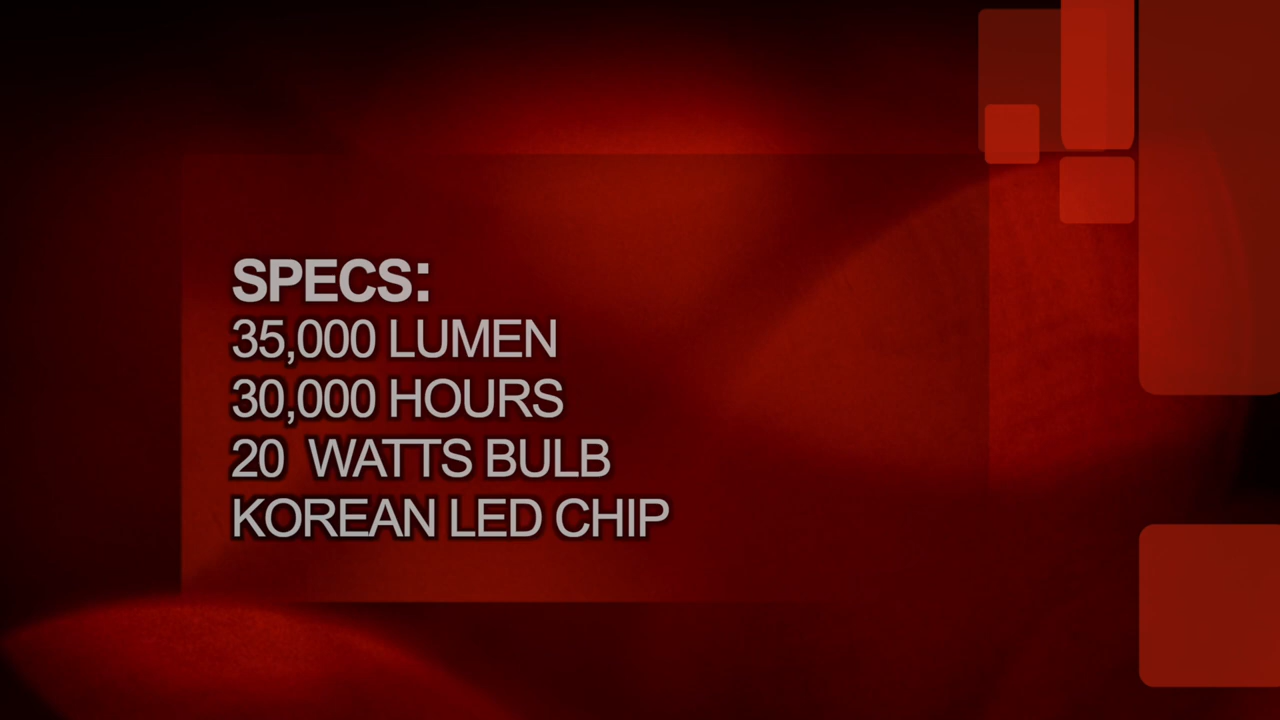 SPECS:
35,000 LUMEN
30,000 HOURS
20  WATTS BULB
KOREAN LED CHIP